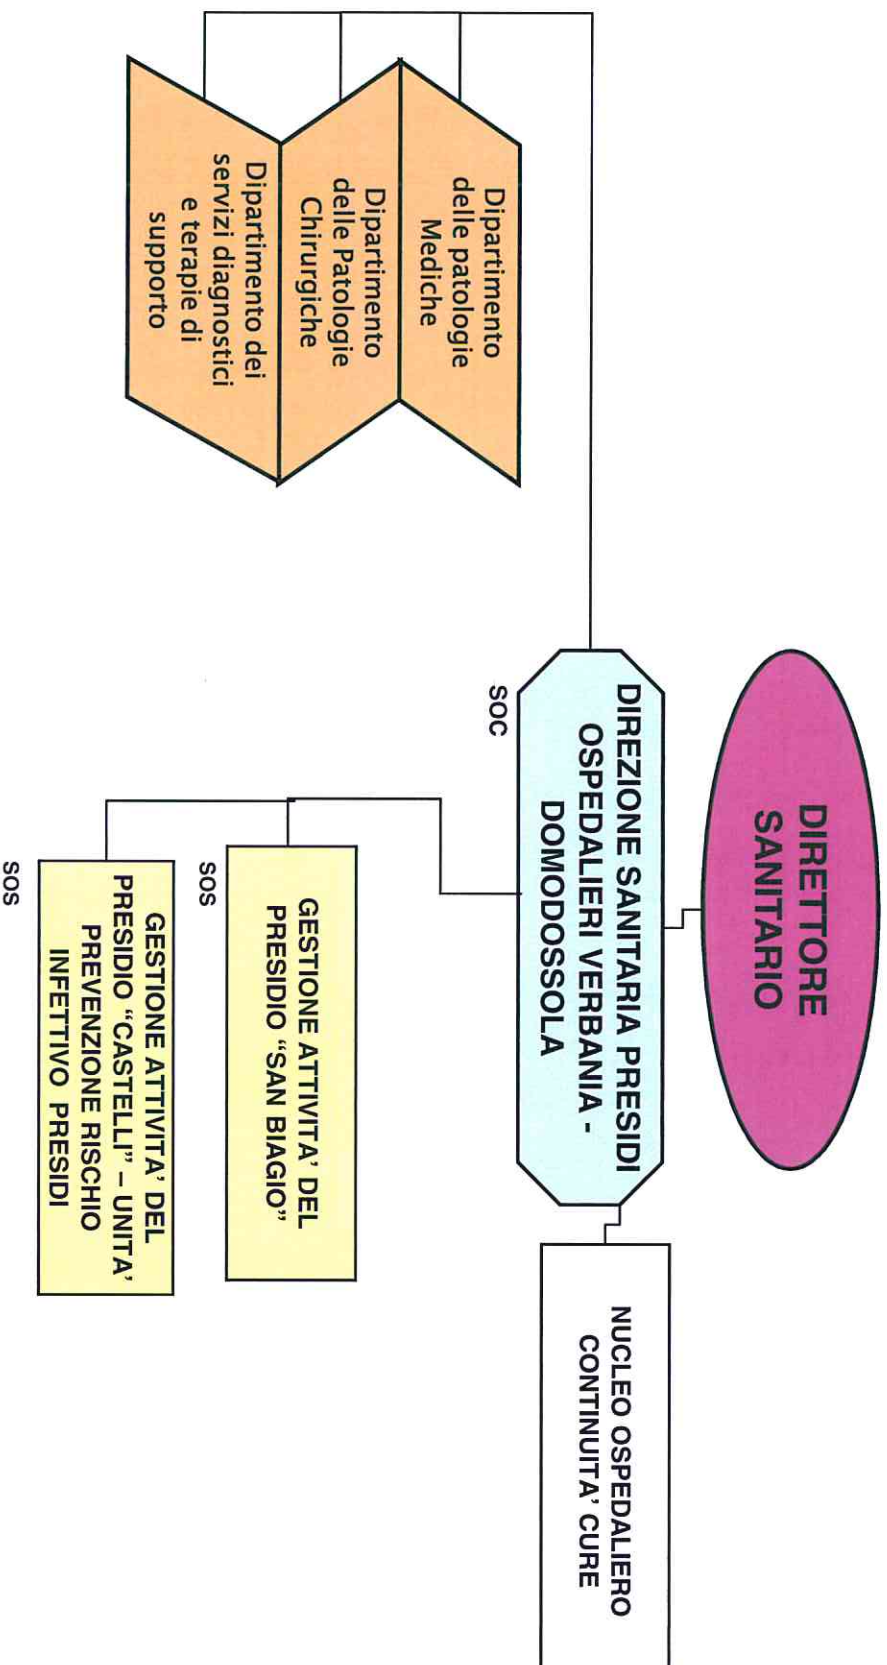 DIRETTORE
SANITARIO
DIREZIONE SANITARIA PRESIDI
OSPEDALIERI VERBANIA -
DOMODOSSOLA
SOC
NUCLEO OSPEDALIERO
CONTINUITA’ CURE
Dipartimento
delle patologie
Mediche
Dipartimento
delle Patologie
Chirurgiche
Dipartimento dei
servizi diagnostici
e terapie di
supporto
GESTIONE ATTIVITA’ DEL
PRESIDIO “SAN BIAGIO”
SOS
GESTIONE ATTIVITA’ DEL
PRESIDIO “CASTELLI” – UNITA’
PREVENZIONE RISCHIO
INFETTIVO PRESIDI
SOS